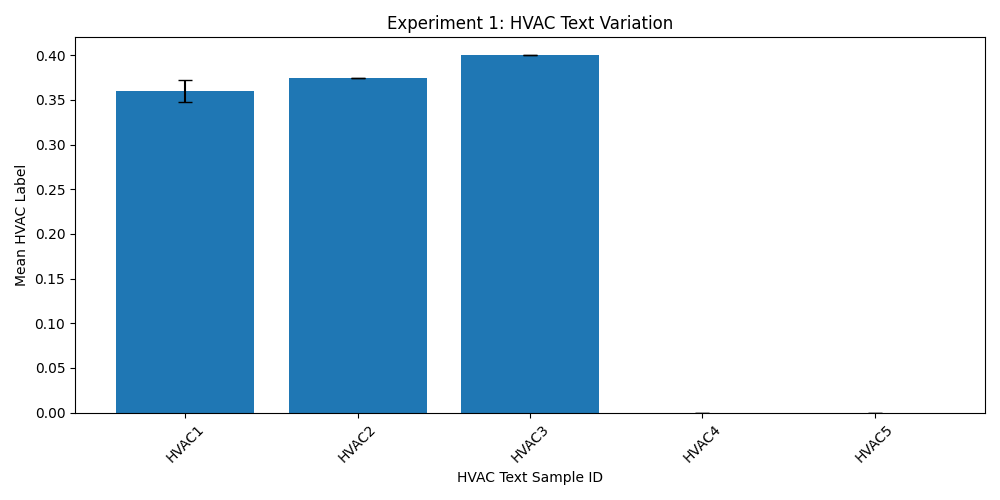 Experiment 1: HVAC Text Variation
Mean HVAC Label
0.40
0.35
0.30
0.25
0.20
0.15
0.10
0.05
0.00
HVAC1
HVAC2
HVAC3
HVAC4
HVAC5
HVAC Text Sample ID